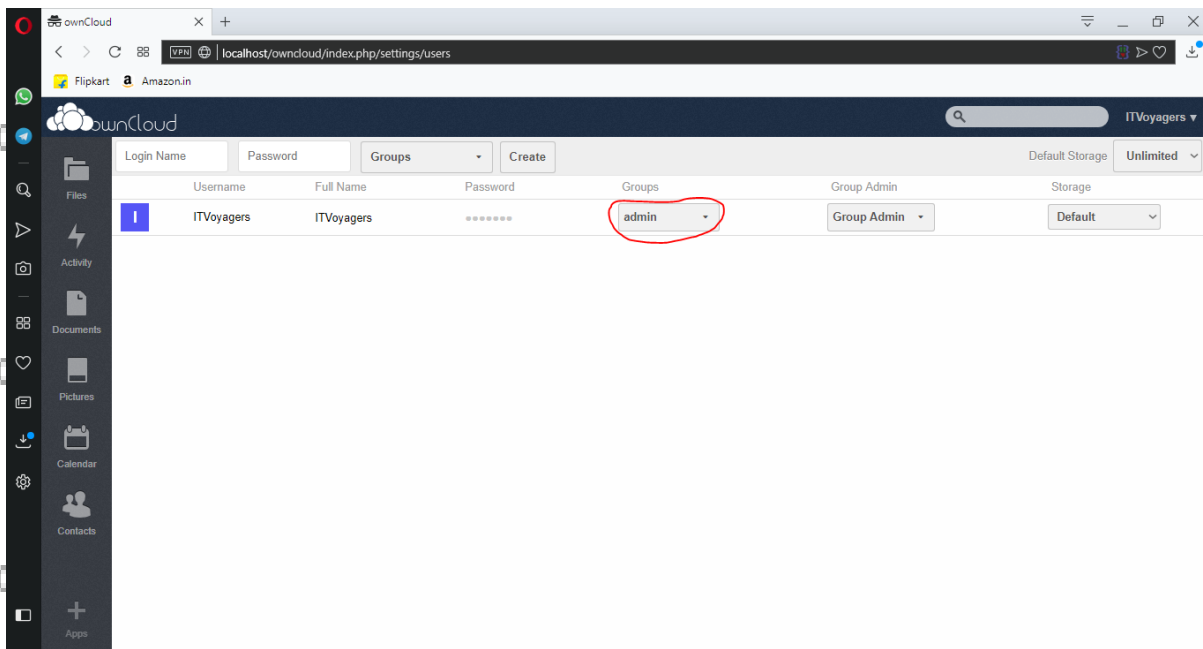 ownCloud
VPN localhost/owncloud/index.php/settings/users
Flipkart a Amazon.in
ownCloud ITVoyagers
Login Name Password Groups Create Default Storage Unlimited
Username Full Name Password Groups Group Admin Storage
I ITVoyagers ITVoyagers admin Group Admin Default
Files
Activity
Documents
Pictures
Calendar
Contacts
Apps